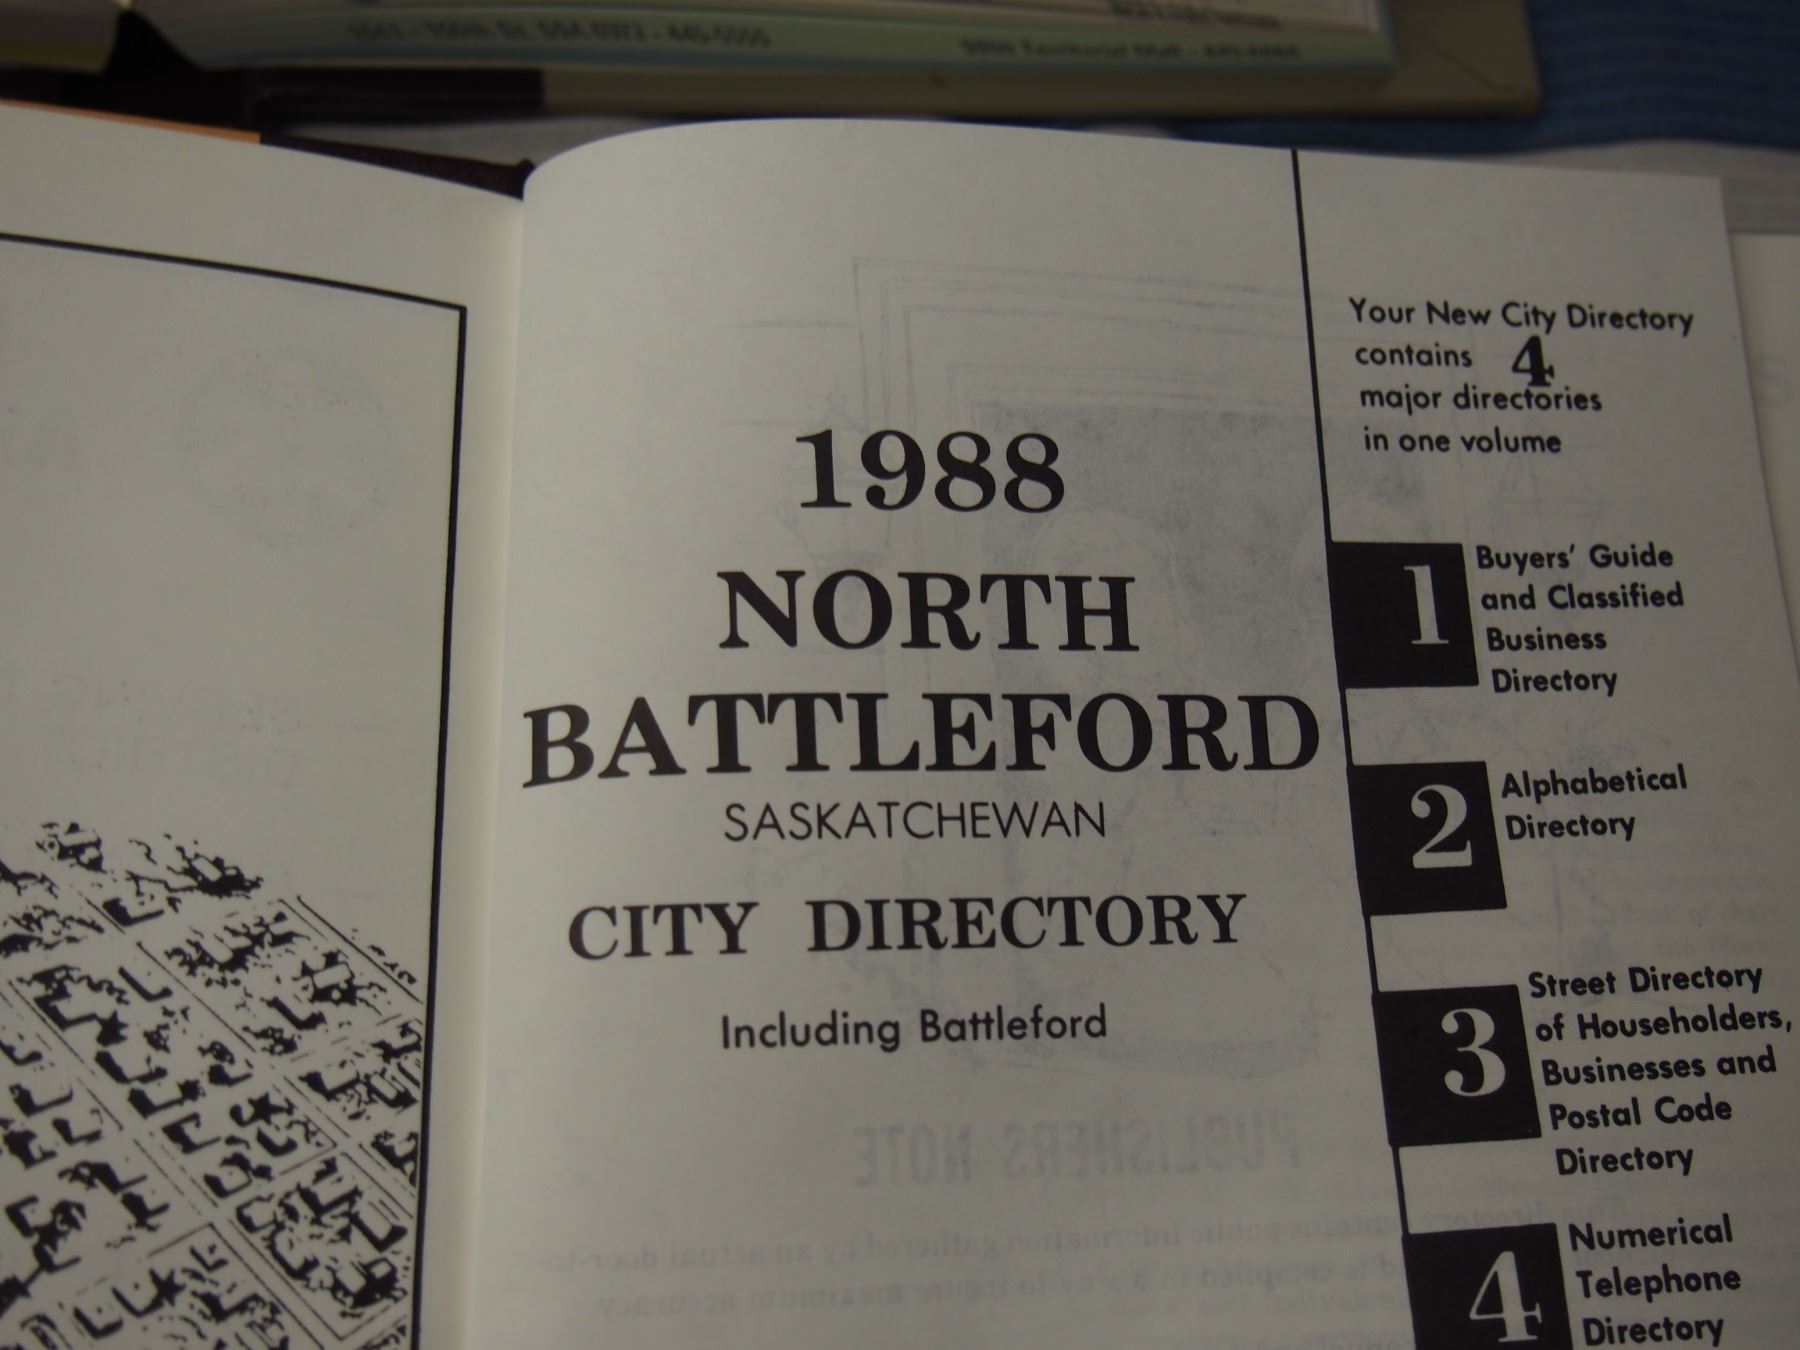 1988
NORTH
BATTLEFORD
SASKATCHEWAN
CITY DIRECTORY
Including Battleford
Your New City Directory
contains 4
major directories
in one volume
1
Buyers' Guide
and Classified
Business
Directory
2
Alphabetical
Directory
3
Street Directory
of Householders,
Businesses and
Postal Code
Directory
4
Numerical
Telephone
Directory
PUBLISHERS NOTE